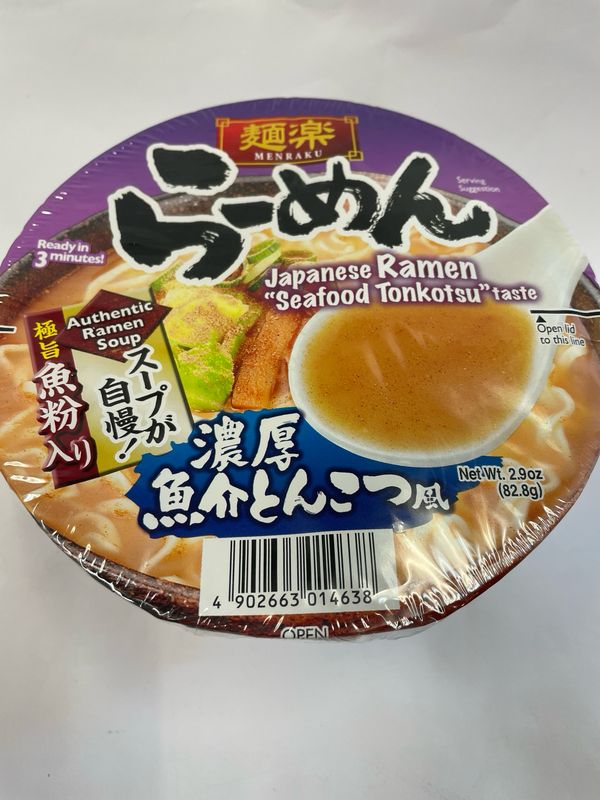 麺楽
MENRAKU
らーめん
Serving
Suggestion
Ready in
3 minutes!
Japanese Ramen
"Seafood Tonkotsu" taste
Open lid
to this line
Authentic
Ramen
Soup
スープが
自慢!
極旨
魚粉入り
濃厚
魚介とんこつ風
Net Wt. 2.9oz
(82.8g)
4 902663 014638
OPEN